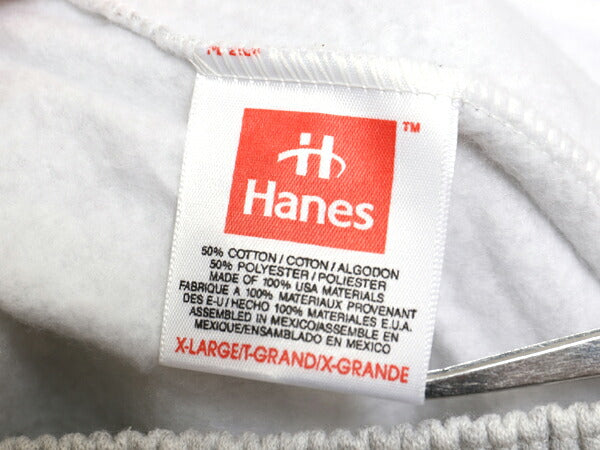 TM
Hanes
50% COTTON / COTON / ALGODON
50% POLYESTER / POLIESTER
MADE OF 100% USA MATERIALS
FABRIQUE A 100% MATERIAUX PROVENANT
DES E-U / HECHO 100% MATERIALES E.U.A.
ASSEMBLED IN MEXICO/ASSEMBLE EN
MEXIQUE/ENSAMBLADO EN MEXICO
X-LARGE/T-GRAND/X-GRANDE